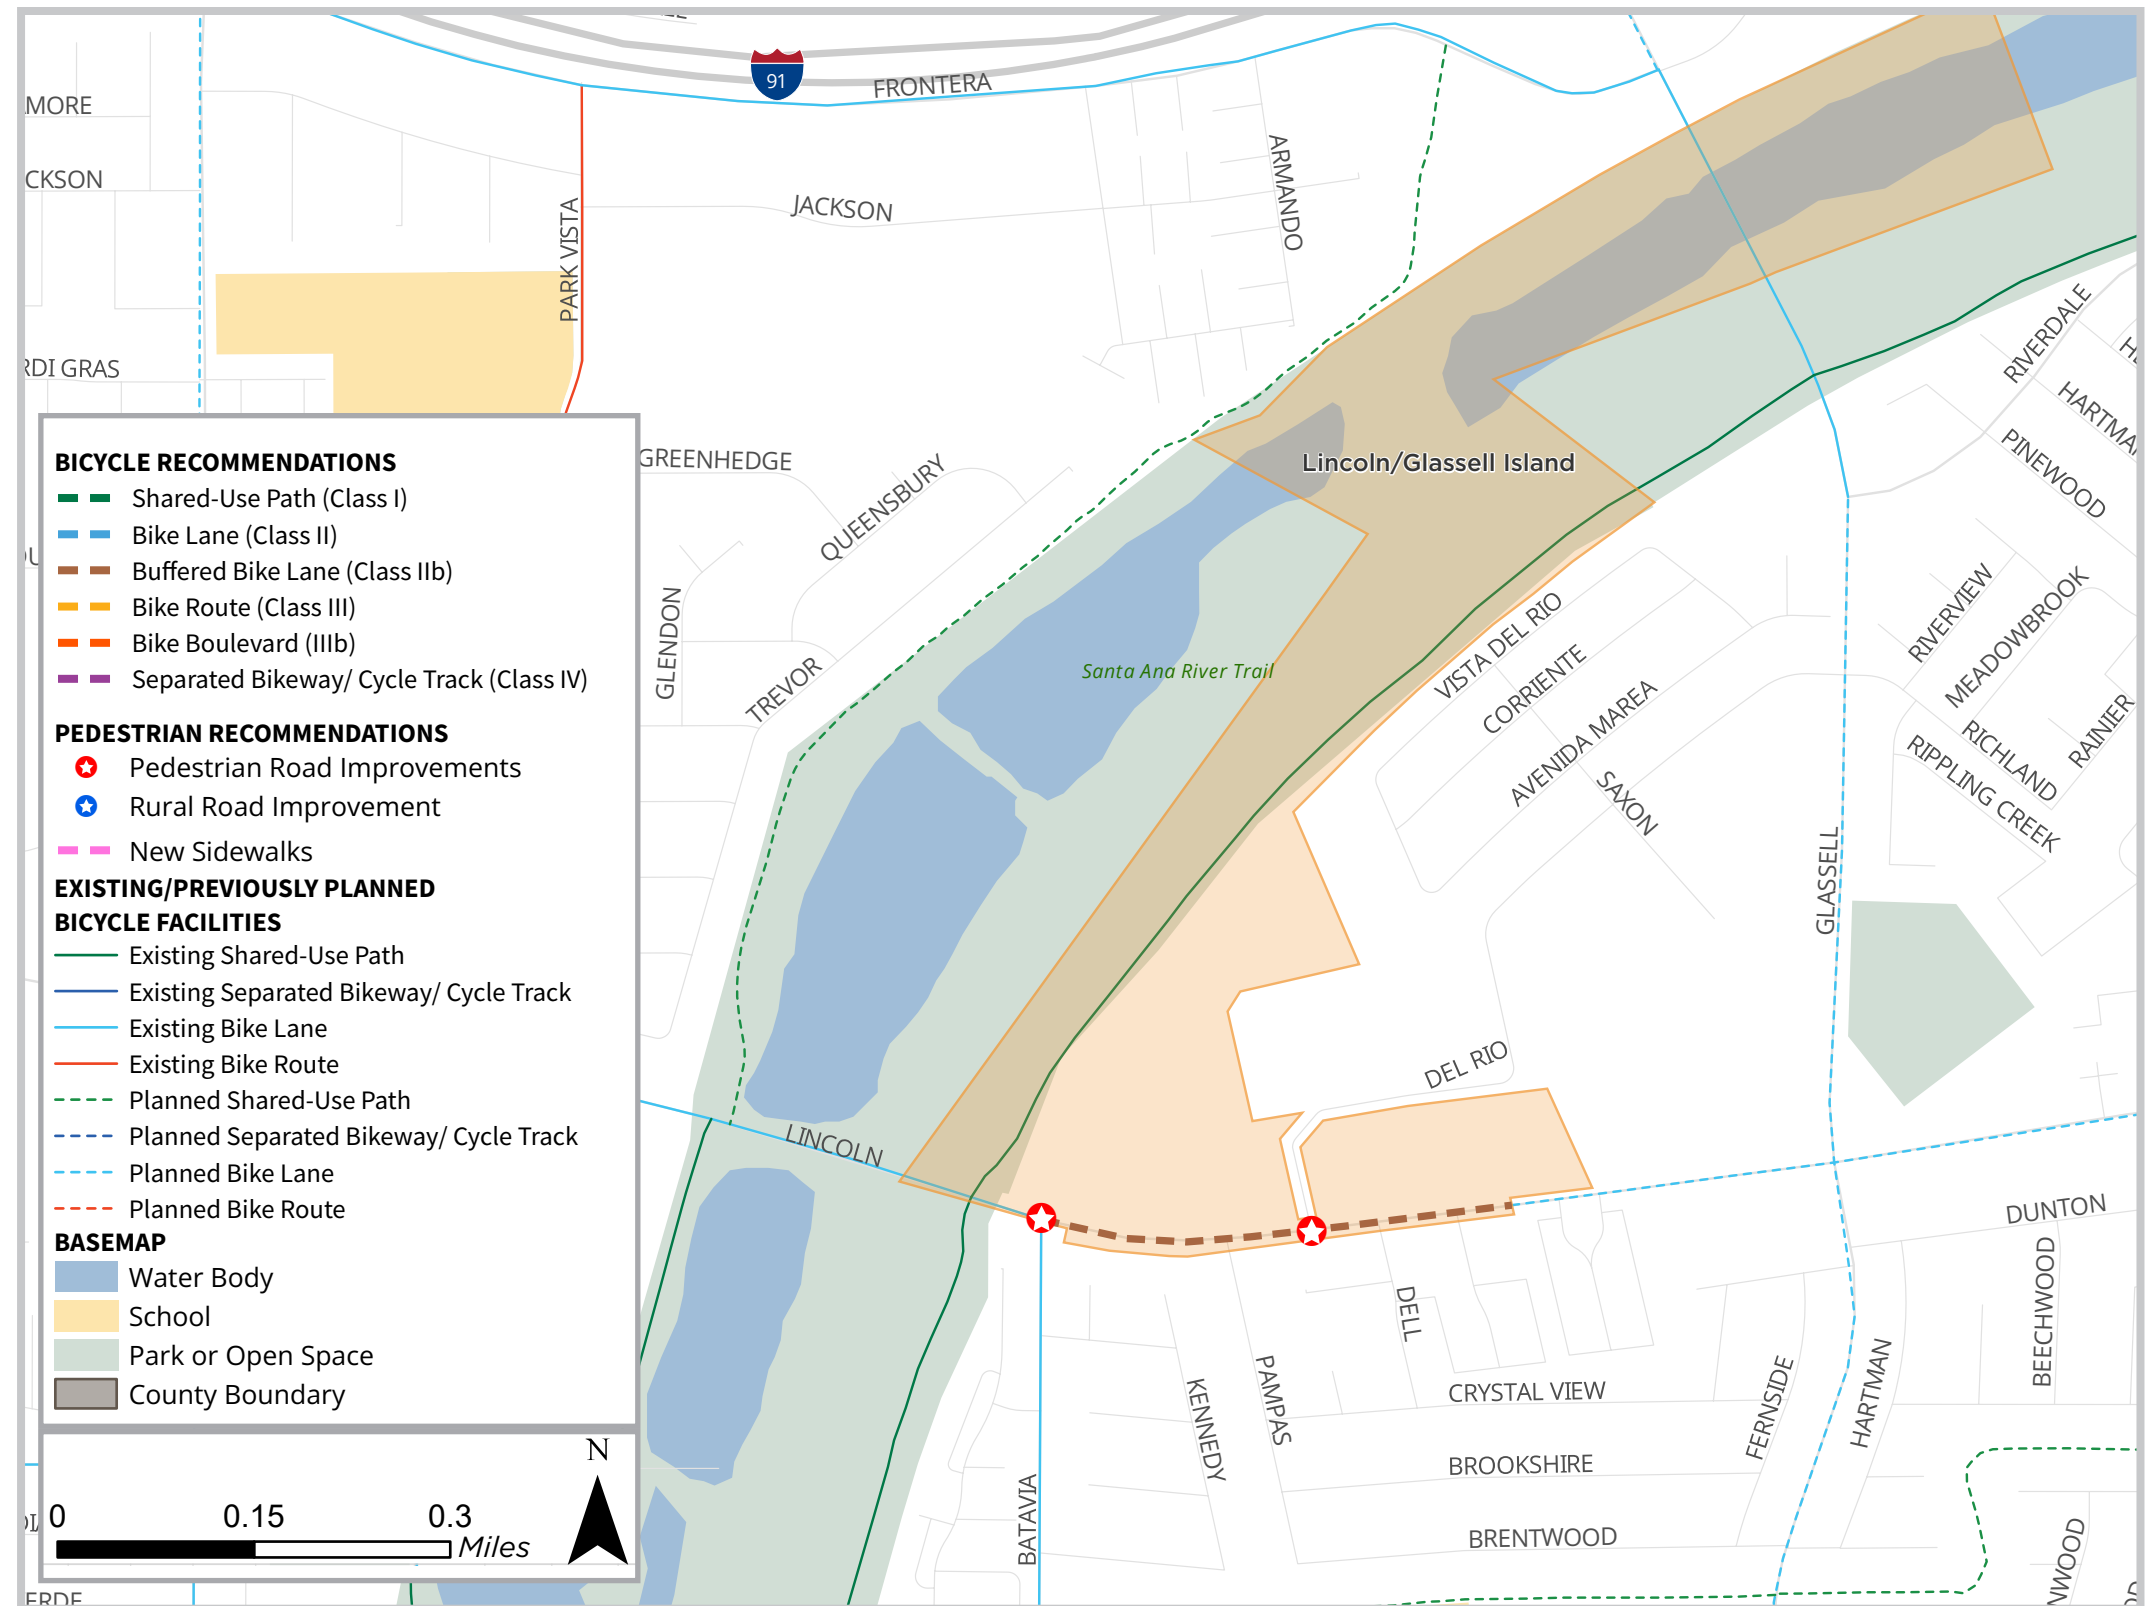 91
FRONTERA
JACKSON
ARMANDO
PARK VISTA
RDI GRAS
GREENHEDGE
QUEENSBURY
GLENDON
TREVOR
Lincoln/Glassell Island
Santa Ana River Trail
RIVERDALE
PINEWOOD
VISTA DEL RIO
CORRIENTE
AVENIDA MAREA
SAXON
RIVERVIEW
MEADOWBROOK
RICHLAND
RAINIER
RIPPLING CREEK
GLASSELL
DEL RIO
LINCOLN
DUNTON
BEECHWOOD
DELL
KENNEDY
PAMPAS
CRYSTAL VIEW
FERNSIDE
HARTMAN
BROOKSHIRE
BRENTWOOD
BATAVIA
NWOOD
BICYCLE RECOMMENDATIONS
Shared-Use Path (Class I)
Bike Lane (Class II)
Buffered Bike Lane (Class IIb)
Bike Route (Class III)
Bike Boulevard (IIIb)
Separated Bikeway/ Cycle Track (Class IV)
PEDESTRIAN RECOMMENDATIONS
Pedestrian Road Improvements
Rural Road Improvement
New Sidewalks
EXISTING/PREVIOUSLY PLANNED
BICYCLE FACILITIES
Existing Shared-Use Path
Existing Separated Bikeway/ Cycle Track
Existing Bike Lane
Existing Bike Route
Planned Shared-Use Path
Planned Separated Bikeway/ Cycle Track
Planned Bike Lane
Planned Bike Route
BASEMAP
Water Body
School
Park or Open Space
County Boundary
N
0 0.15 0.3
Miles